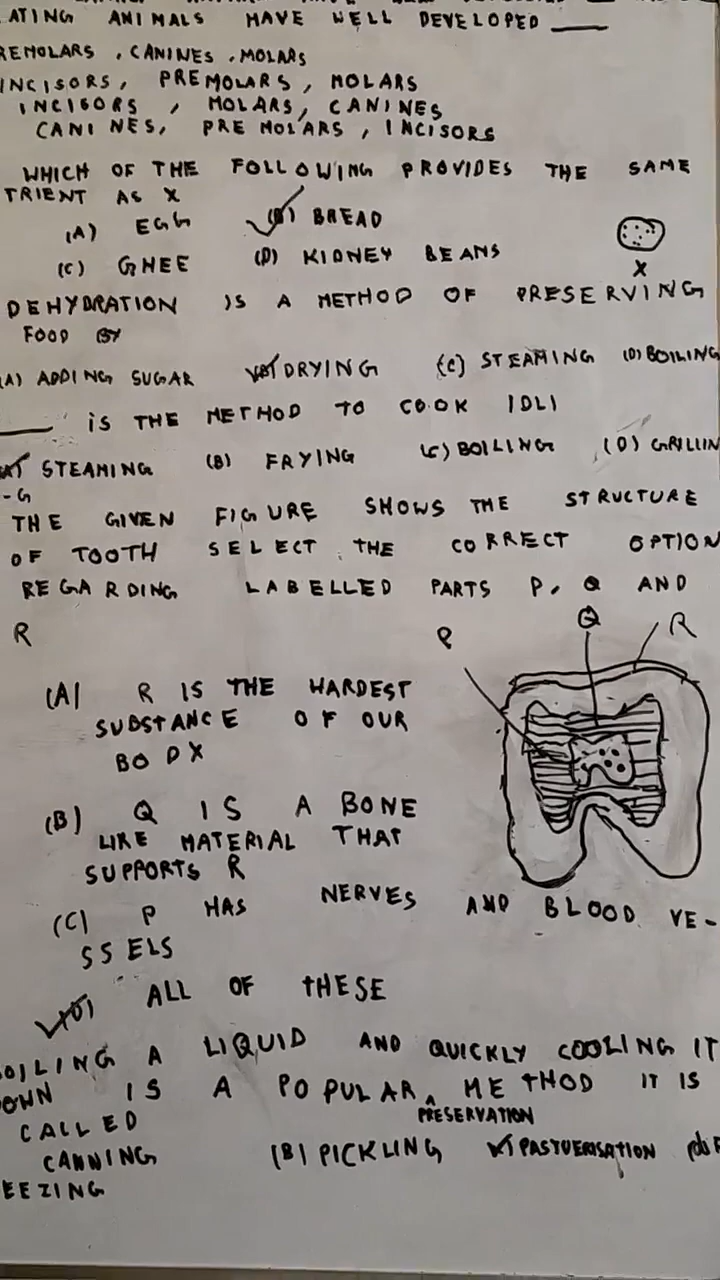 ATING ANIMALS HAVE WELL DEVELOPED ____
REMOLARS , CANINES , MOLARS
INCISORS, PREMOLARS, MOLARS
INCISORS , MOLARS, CANINES
CANINES, PREMOLARS, INCISORS
WHICH OF THE FOLLOWING PROVIDES THE SAME
TRIENT AS X
(A) EGG (B) BREAD
(C) GHEE (D) KIDNEY BEANS
X
DEHYDRATION IS A METHOD OF PRESERVING
FOOD BY
(A) ADDING SUGAR (B) DRYING (C) STEAMING (D) BOILING
____ IS THE METHOD TO COOK IDLI
(A) STEAMING (B) FRYING (C) BOILING (D) GRILLIN
-G
THE GIVEN FIGURE SHOWS THE STRUCTURE
OF TOOTH SELECT THE CORRECT OPTION
REGARDING LABELLED PARTS P, Q AND
R
P Q R
(A) R IS THE HARDEST
SUBSTANCE OF OUR
BODY
(B) Q IS A BONE
LIKE MATERIAL THAT
SUPPORTS R
(C) P HAS NERVES AND BLOOD VE-
SSELS
(D) ALL OF THESE
OILING A LIQUID AND QUICKLY COOLING IT
OWN IS A POPULAR PRESERVATION METHOD IT IS
CALLED
CANNING (B) PICKLING (C) PASTUERISATION (D) F
EEZING